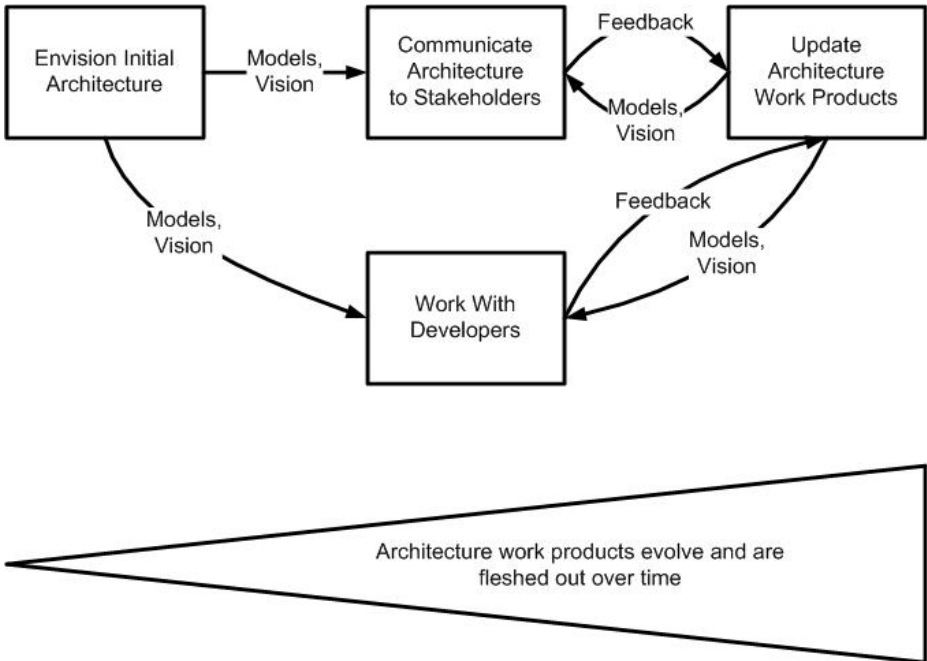 Envision Initial
Architecture
Models,
Vision
Communicate
Architecture
to Stakeholders
Feedback
Models,
Vision
Update
Architecture
Work Products
Models,
Vision
Feedback
Models,
Vision
Work With
Developers
Architecture work products evolve and are
fleshed out over time